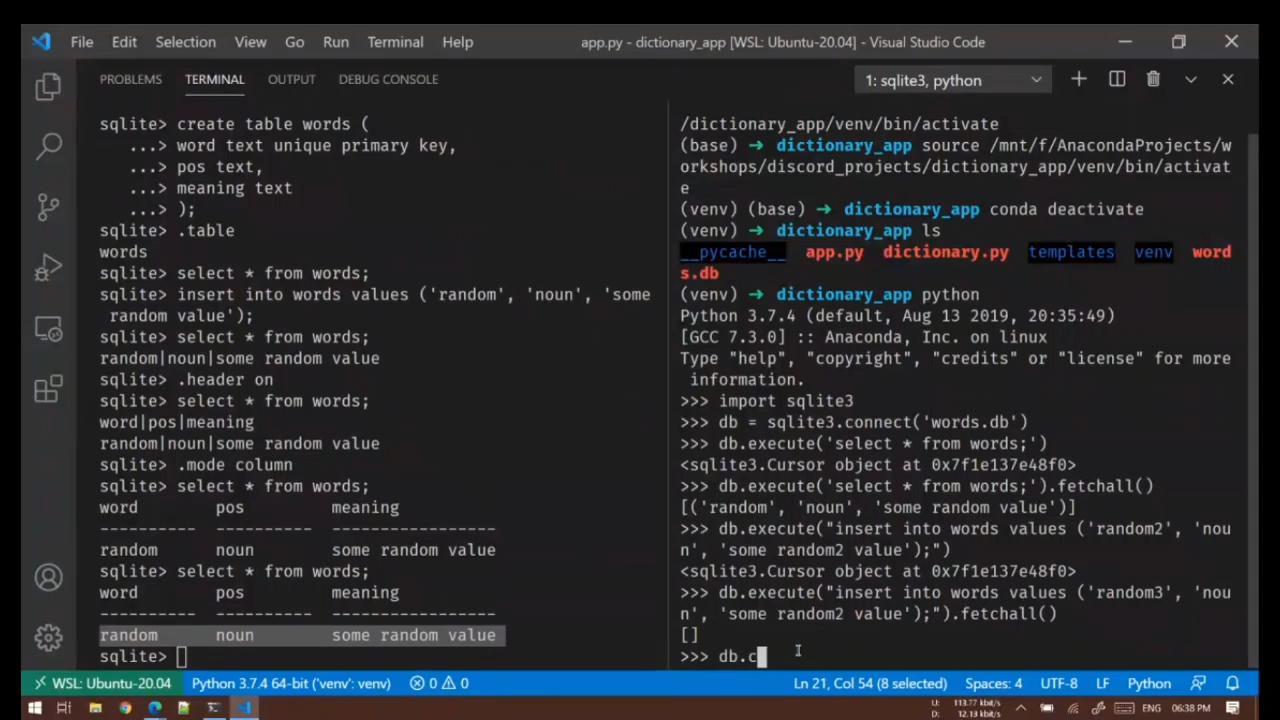 File Edit Selection View Go Run Terminal Help app.py - dictionary_app [WSL: Ubuntu-20.04] - Visual Studio Code
PROBLEMS TERMINAL OUTPUT DEBUG CONSOLE 1: sqlite3, python
sqlite> create table words (
...> word text unique primary key,
...> pos text,
...> meaning text
...> );
sqlite> .table
words
sqlite> select * from words;
sqlite> insert into words values ('random', 'noun', 'some
random value');
sqlite> select * from words;
random|noun|some random value
sqlite> .header on
sqlite> select * from words;
word|pos|meaning
random|noun|some random value
sqlite> .mode column
sqlite> select * from words;
word pos meaning
---------- ---------- -----------------
random noun some random value
sqlite> select * from words;
word pos meaning
---------- ---------- -----------------
random noun some random value
sqlite>
/dictionary_app/venv/bin/activate
(base) → dictionary_app source /mnt/f/AnacondaProjects/w
orkshops/discord_projects/dictionary_app/venv/bin/activat
e
(venv) (base) → dictionary_app conda deactivate
(venv) → dictionary_app ls
__pycache__ app.py dictionary.py templates venv word
s.db
(venv) → dictionary_app python
Python 3.7.4 (default, Aug 13 2019, 20:35:49)
[GCC 7.3.0] :: Anaconda, Inc. on linux
Type "help", "copyright", "credits" or "license" for more
information.
>>> import sqlite3
>>> db = sqlite3.connect('words.db')
>>> db.execute('select * from words;')
<sqlite3.Cursor object at 0x7f1e137e48f0>
>>> db.execute('select * from words;').fetchall()
[('random', 'noun', 'some random value')]
>>> db.execute("insert into words values ('random2', 'nou
n', 'some random2 value');")
<sqlite3.Cursor object at 0x7f1e137e48f0>
>>> db.execute("insert into words values ('random3', 'nou
n', 'some random2 value');").fetchall()
[]
>>> db.c
WSL: Ubuntu-20.04 Python 3.7.4 64-bit ('venv': venv) 0 0 Ln 21, Col 54 (8 selected) Spaces: 4 UTF-8 LF Python
U: 113.77 kbit/s
D: 12.13 kbit/s
ENG 06:38 PM